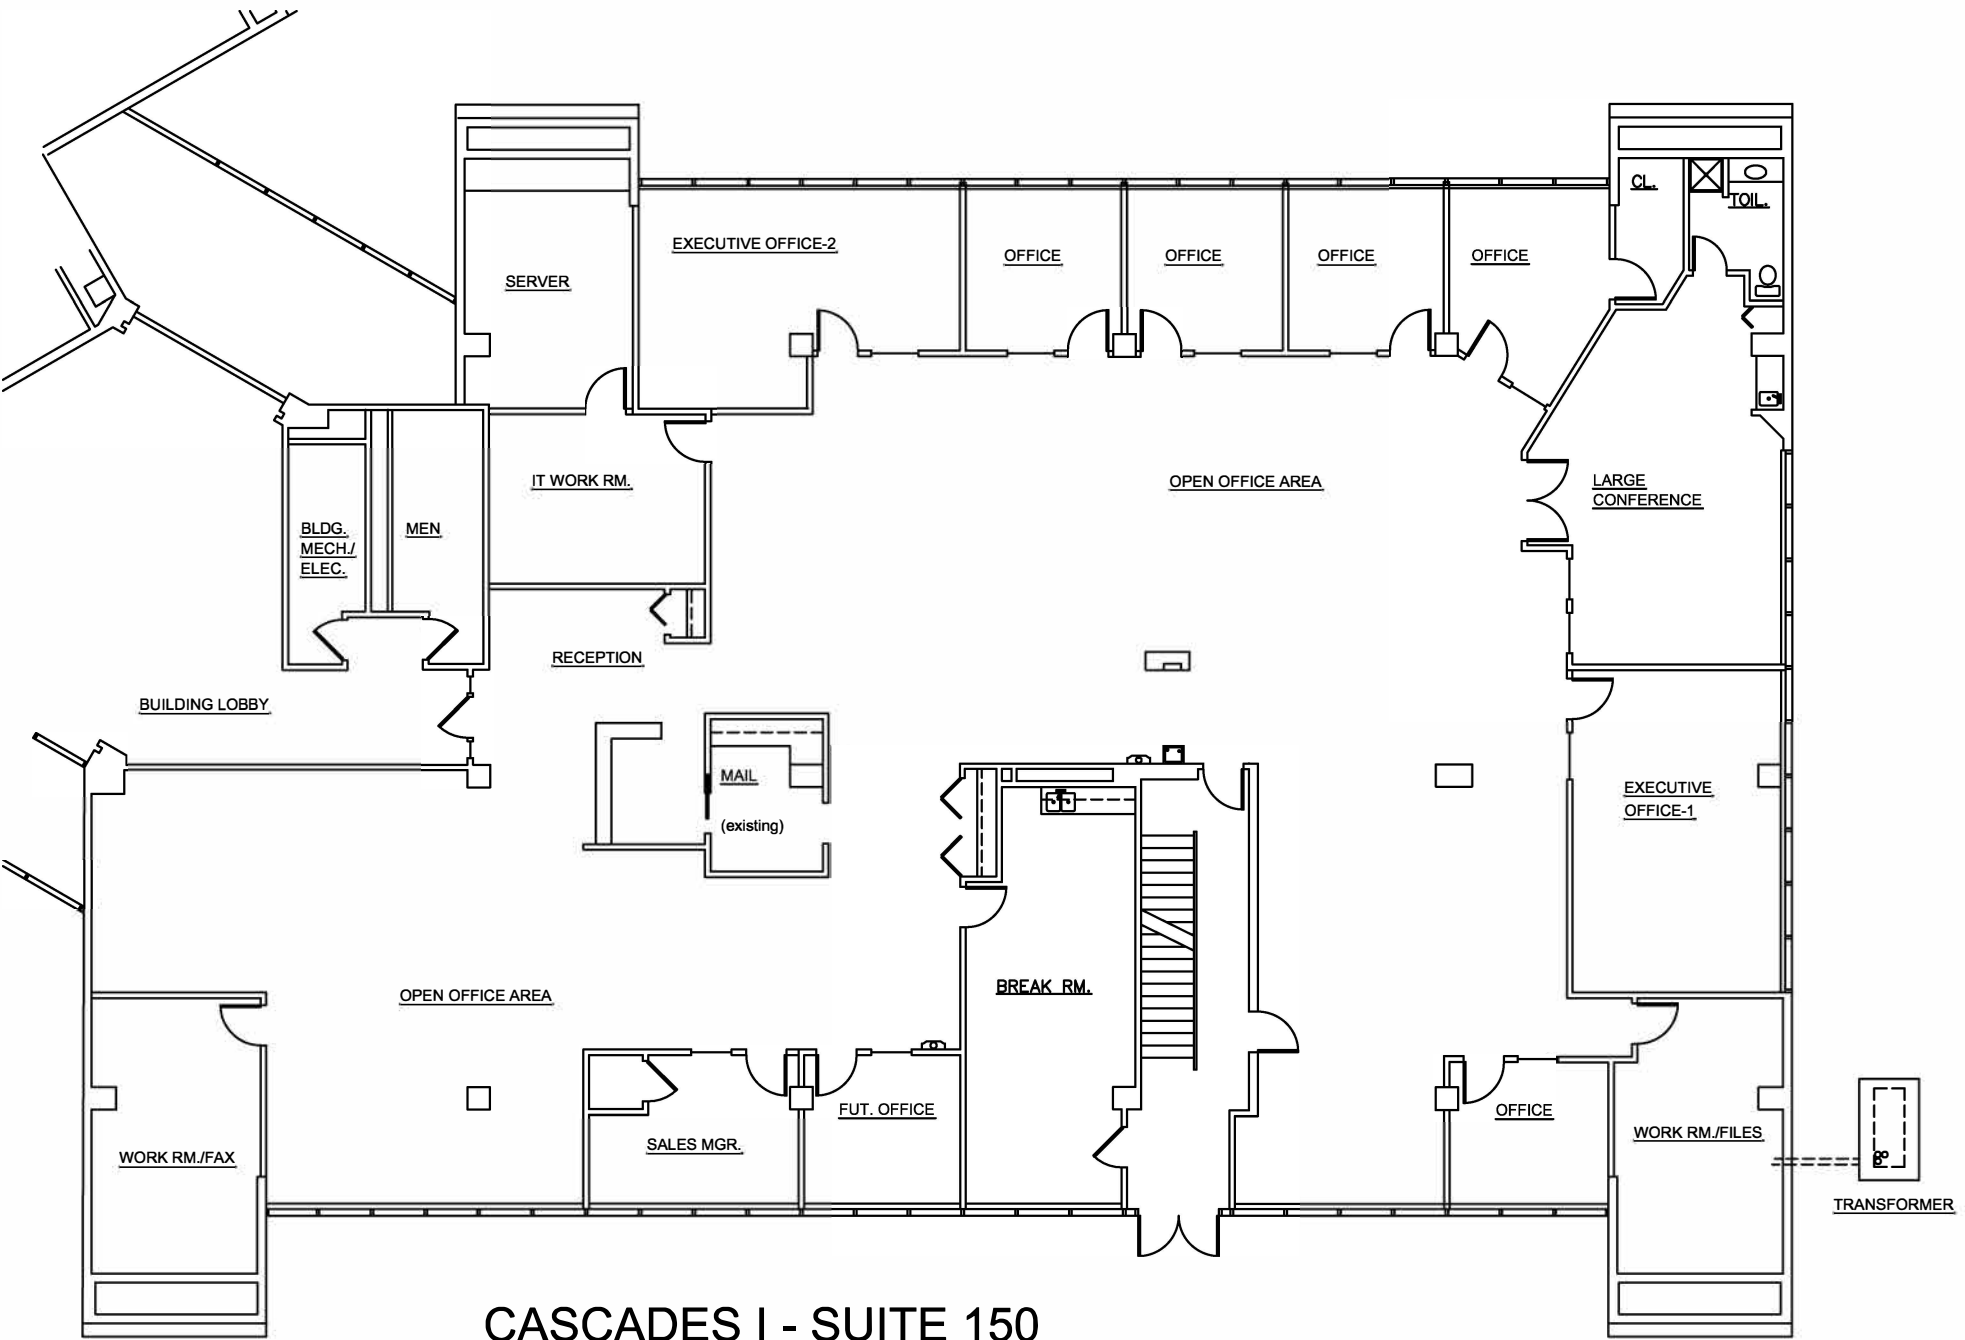 CL.
TOIL.
EXECUTIVE OFFICE-2
OFFICE
OFFICE
OFFICE
OFFICE
SERVER
IT WORK RM.
OPEN OFFICE AREA
LARGE
CONFERENCE
BLDG.
MECH./
ELEC.
MEN
RECEPTION
BUILDING LOBBY
MAIL
(existing)
EXECUTIVE
OFFICE-1
BREAK RM.
OPEN OFFICE AREA
FUT. OFFICE
OFFICE
SALES MGR.
WORK RM./FILES
WORK RM./FAX
TRANSFORMER
CASCADES I - SUITE 150